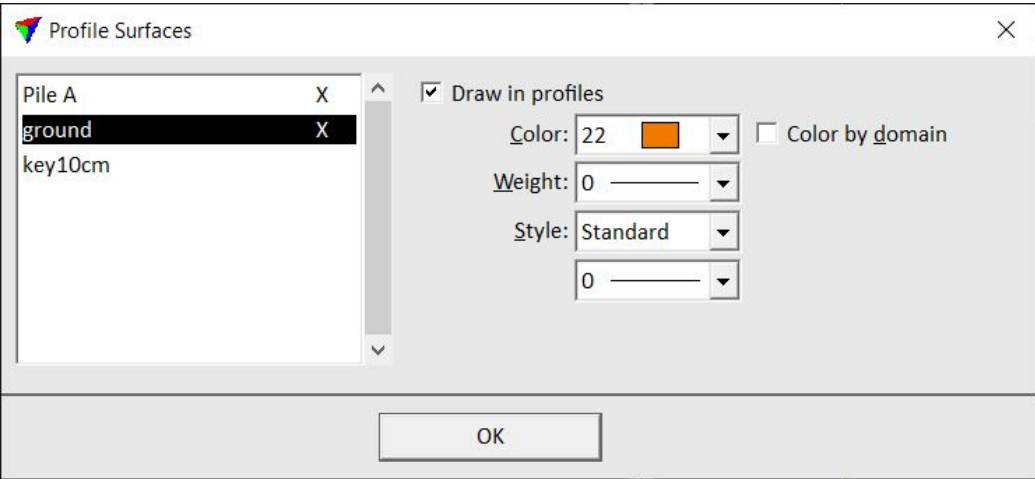 Profile Surfaces
Pile A X
ground X
key10cm
Draw in profiles
Color: 22
Color by domain
Weight: 0
Style: Standard
0
OK